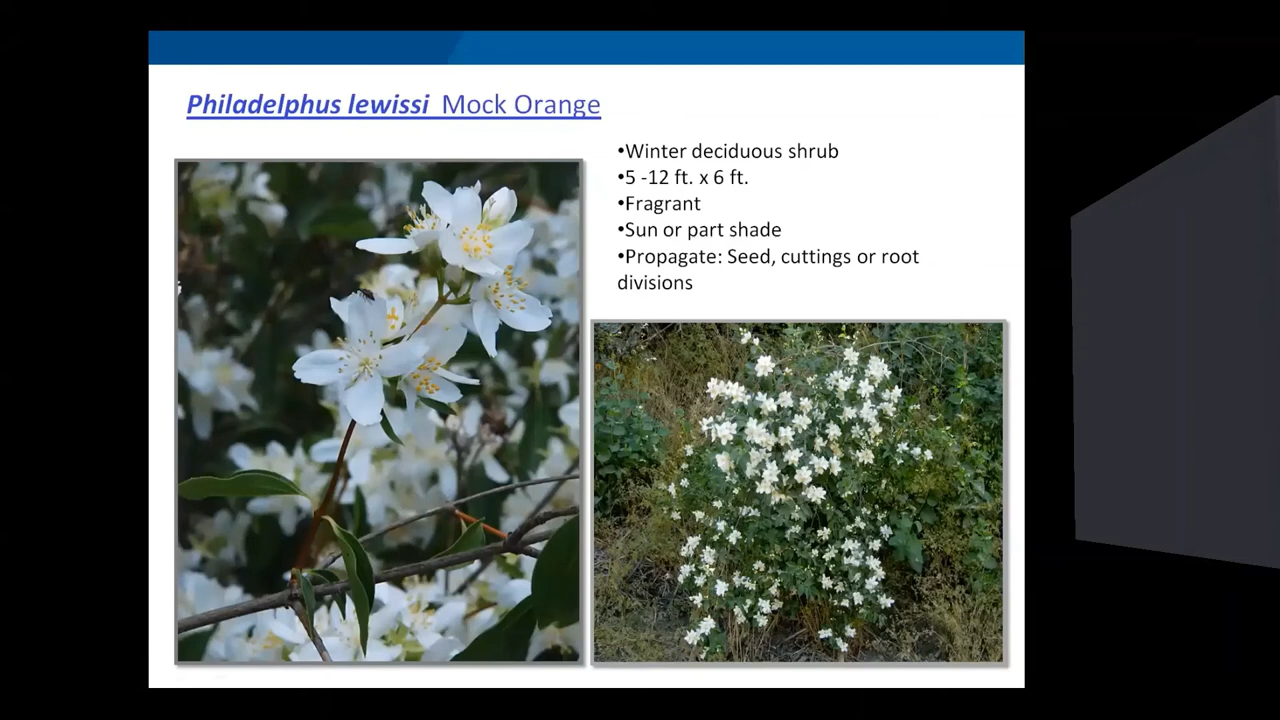 Philadelphus lewissi Mock Orange
•Winter deciduous shrub
•5 -12 ft. x 6 ft.
•Fragrant
•Sun or part shade
•Propagate: Seed, cuttings or root
divisions